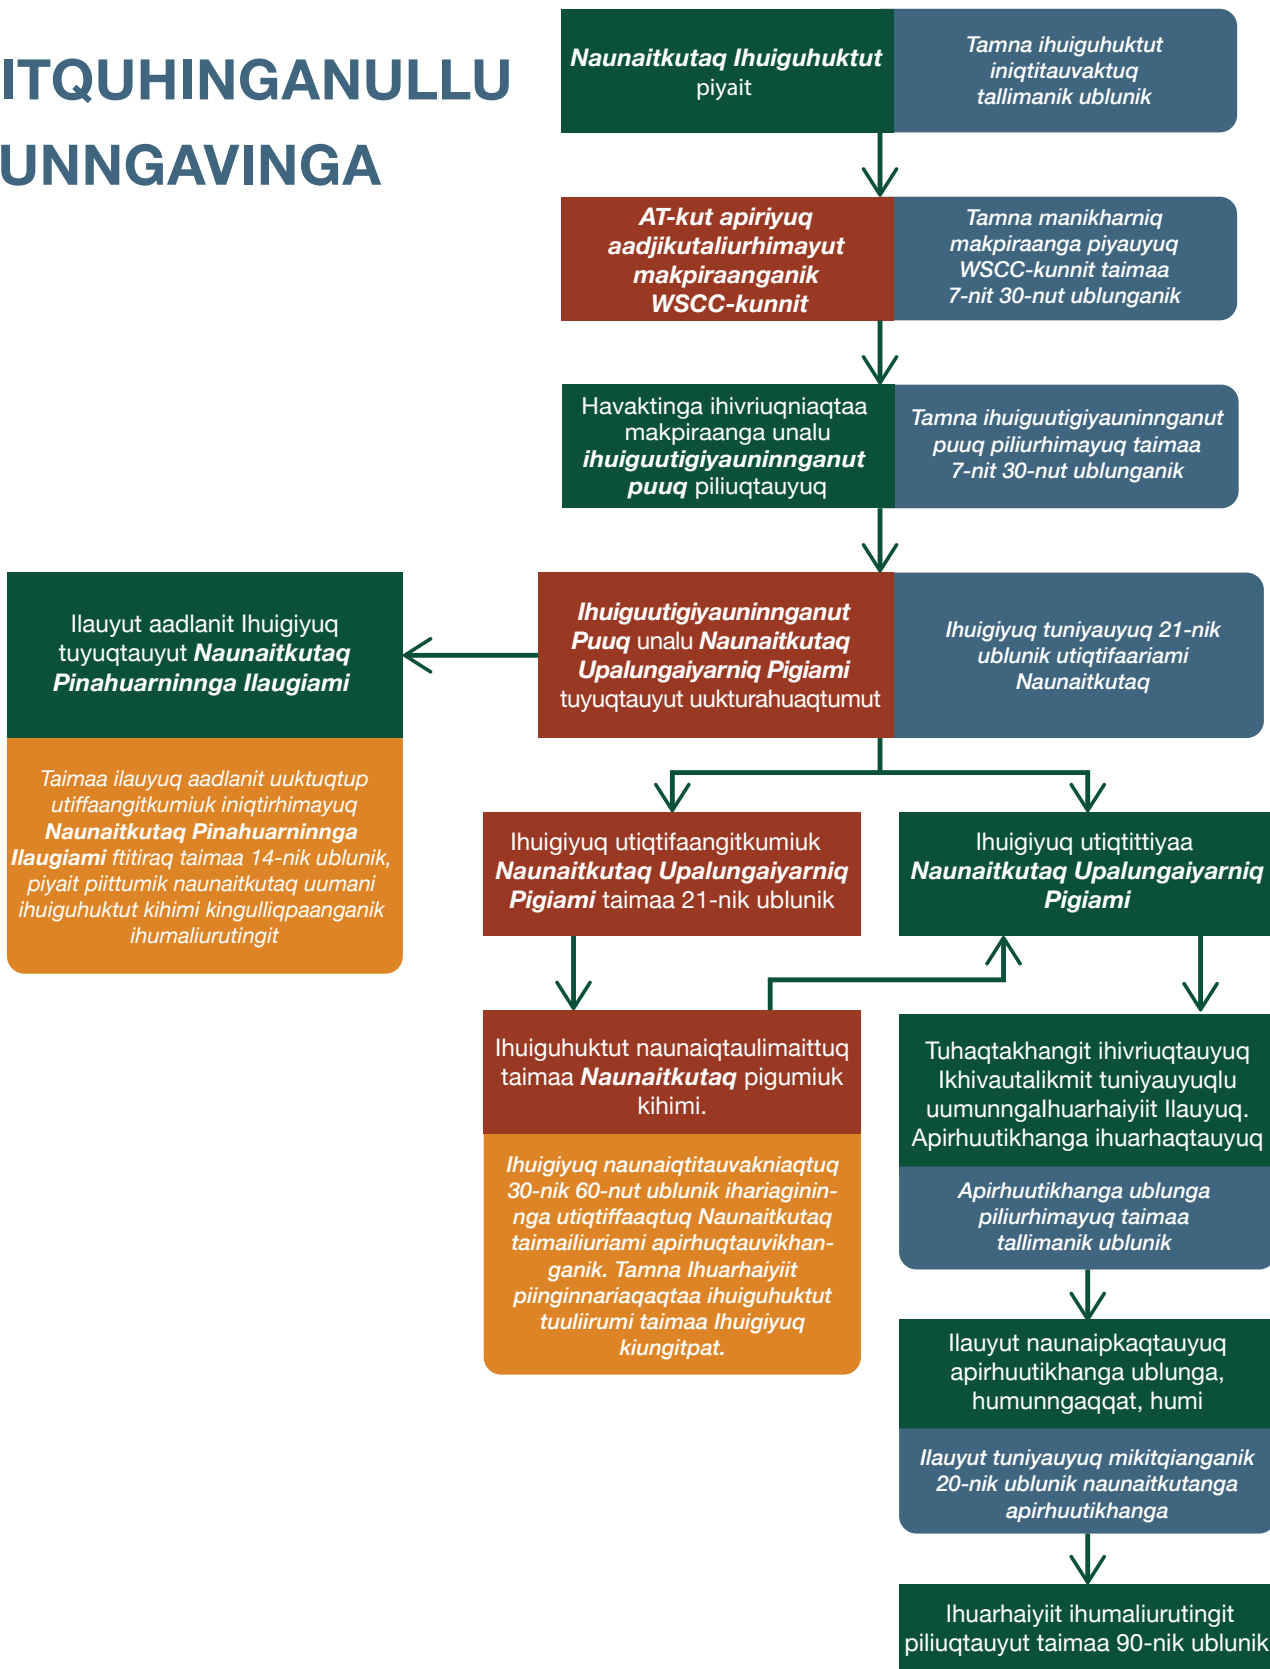 ITQUHINGANULLU
UNNGAVINGA
Naunaitkutaq Ihuiguhuktut
piyait
Tamna ihuiguhuktut
iniqtitauvaktuq
tallimanik ublunik
AT-kut apiriyuq
aadjikutaliurhimayut
makpiraanganik
WSCC-kunnit
Tamna manikharniq
makpiraanga piyauyuq
WSCC-kunnit taimaa
7-nit 30-nut ublunganik
Havaktinga ihivriuqniaqtaa
makpiraanga unalu
ihuiguutigiyauninnganut
puuq piliuqtauyuq
Tamna ihuiguutigiyauninnganut
puuq piliurhimayuq taimaa
7-nit 30-nut ublunganik
Ilauyut aadlanit Ihuigiyuq
tuyuqtauyut Naunaitkutaq
Pinahuarninnga Ilaugiami
Ihuiguutigiyauninnganut
Puuq unalu Naunaitkutaq
Upalungaiyarniq Pigiami
tuyuqtauyut uukturahuaqtumut
Ihuigiyuq tuniyauyuq 21-nik
ublunik utiqtifaariami
Naunaitkutaq
Taimaa ilauyuq aadlanit uuktuqtup
utiffaangitkumiuk iniqtirhimayuq
Naunaitkutaq Pinahuarninnga
Ilaugiami ftitiraq taimaa 14-nik ublunik,
piyait piittumik naunaitkutaq uumani
ihuiguhuktut kihimi kingulliqpaanganik
ihumaliurutingit
Ihuigiyuq utiqtifaangitkumiuk
Naunaitkutaq Upalungaiyarniq
Pigiami taimaa 21-nik ublunik
Ihuigiyuq utiqtittiyaa
Naunaitkutaq Upalungaiyarniq
Pigiami
Ihuiguhuktut naunaiqtaulimaittuq
taimaa Naunaitkutaq pigumiuk
kihimi.
Ihuigiyuq naunaiqtitauvakniaqtuq
30-nik 60-nut ublunik ihariaginin-
nga utiqtiffaaqtuq Naunaitkutaq
taimailiuriami apirhuqtauvikhan-
ganik. Tamna Ihuarhaiyiit
piinginnariaqaqtaa ihuiguhuktut
tuuliirumi taimaa Ihuigiyuq
kiungitpat.
Tuhaqtakhangit ihivriuqtauyuq
Ikhivautalikmit tuniyauyuqlu
uumunngalhuarhaiyiit Ilauyuq.
Apirhuutikhanga ihuarhaqtauyuq
Apirhuutikhanga ublunga
piliurhimayuq taimaa
tallimanik ublunik
Ilauyut naunaipkaqtauyuq
apirhuutikhanga ublunga,
humunngaqqat, humi
Ilauyut tuniyauyuq mikitqianganik
20-nik ublunik naunaitkutanga
apirhuutikhanga
Ihuarhaiyiit ihumaliurutingit
piliuqtauyut taimaa 90-nik ublunik